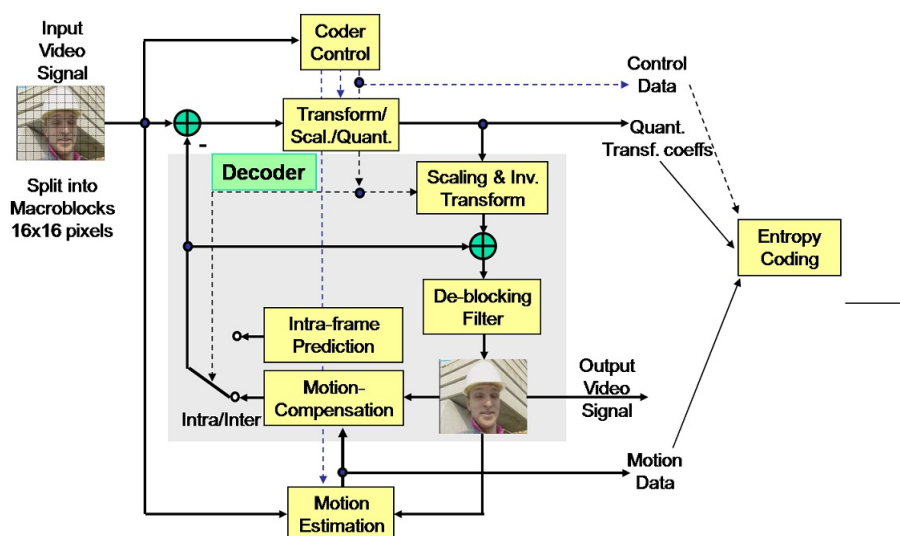 Input
Video
Signal
Split into
Macroblocks
16x16 pixels
Coder
Control
Control
Data
Transform/
Scal./Quant.
-
Quant.
Transf. coeffs
Decoder
Scaling & Inv.
Transform
Entropy
Coding
De-blocking
Filter
Intra-frame
Prediction
Motion-
Compensation
Intra/Inter
Output
Video
Signal
Motion
Data
Motion
Estimation